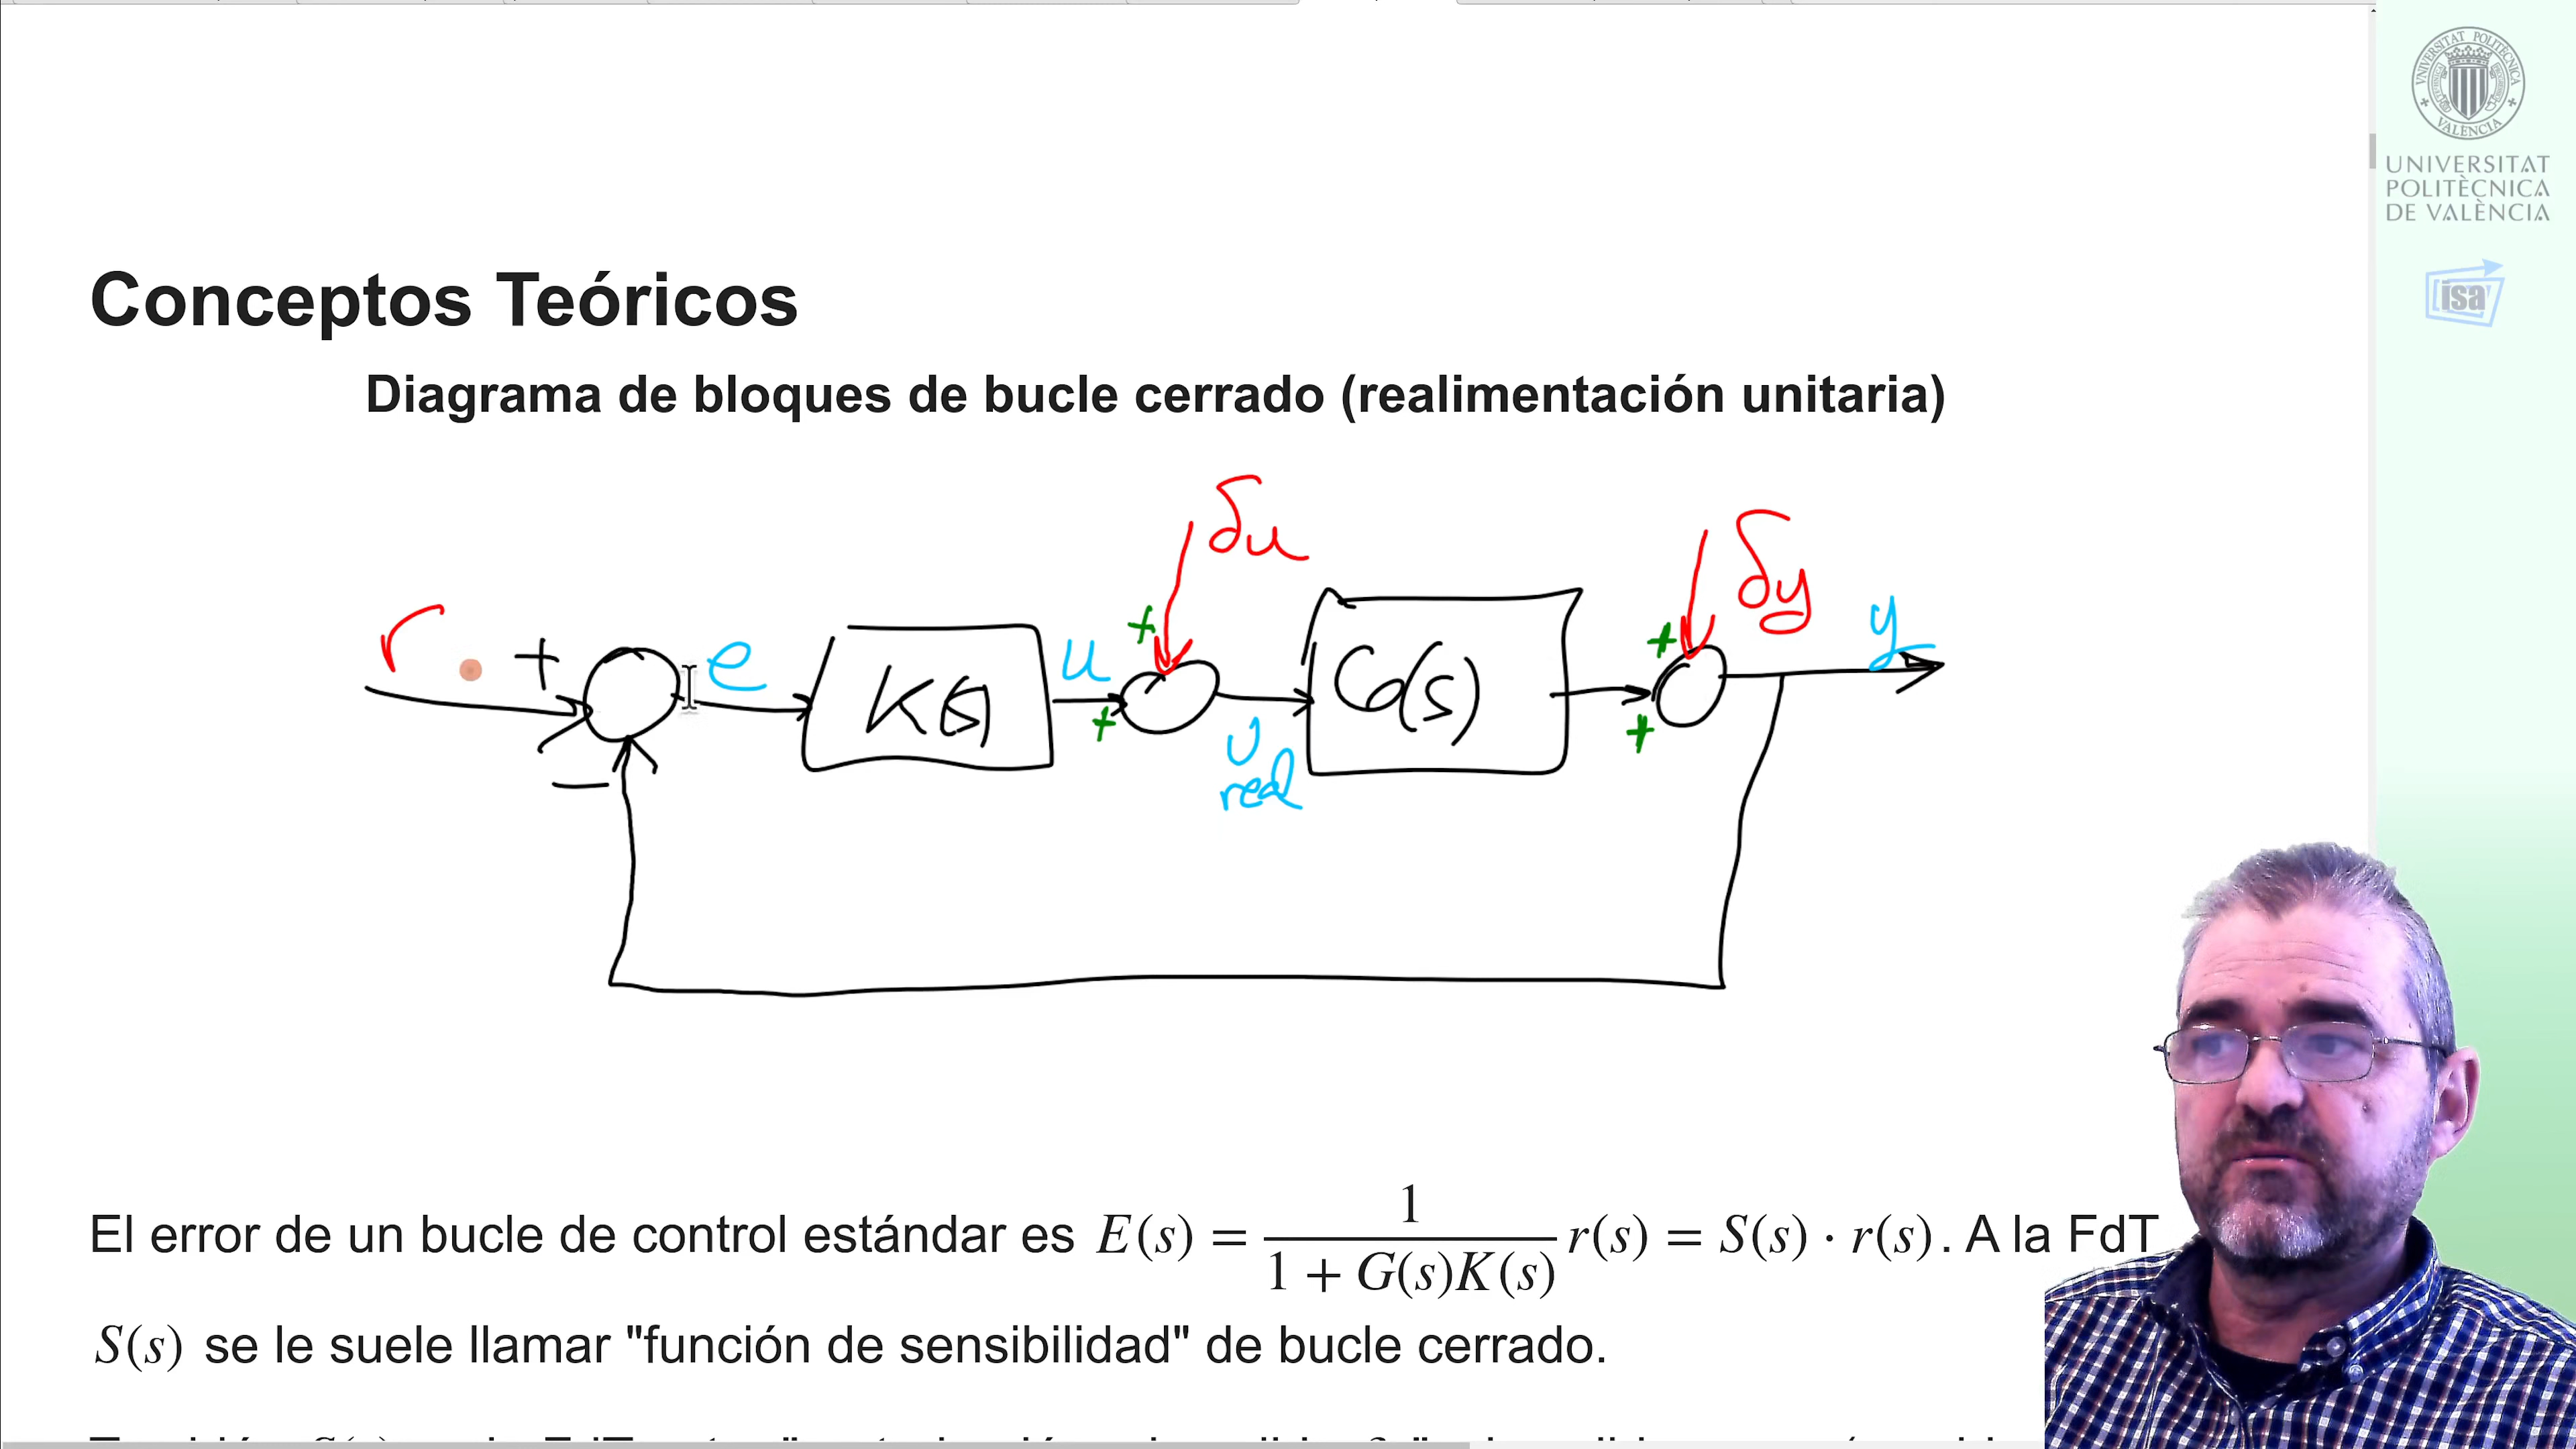 UNIVERSITAT
POLITÈCNICA
DE VALÈNCIA
isa
Conceptos Teóricos
Diagrama de bloques de bucle cerrado (realimentación unitaria)
δu
δy
r + e K(s) u + + G(s) + + y
u
real
−
El error de un bucle de control estándar es E(s) = 1 / (1 + G(s)K(s)) r(s) = S(s) · r(s). A la FdT
S(s) se le suele llamar "función de sensibilidad" de bucle cerrado.